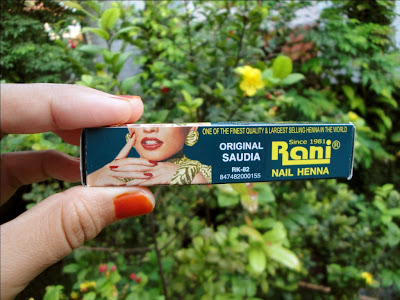 ONE OF THE FINEST QUALITY & LARGEST SELLING HENNA IN THE WORLD
ORIGINAL
SAUDIA
RK-82
847482000155
Since 1981
Rani®
NAIL HENNA